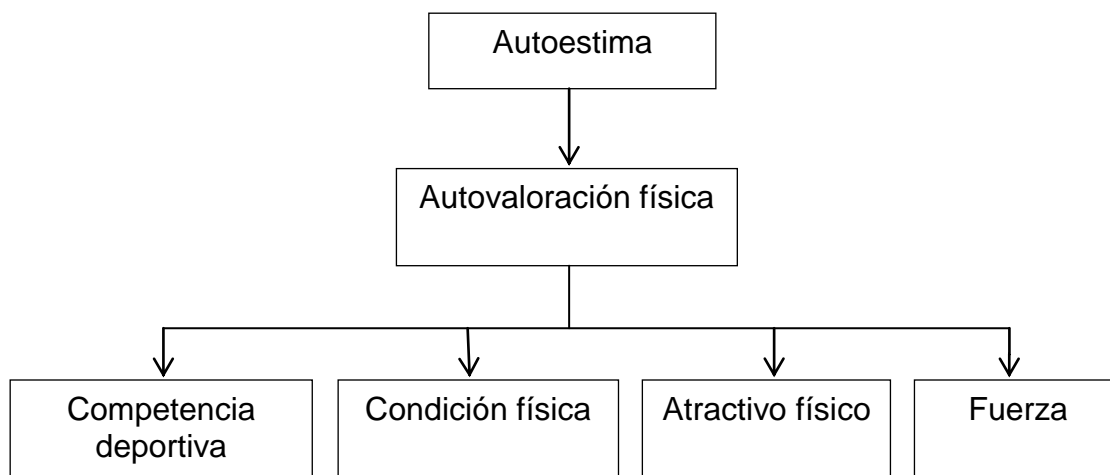 Autoestima
Autovaloración física
Competencia
deportiva
Condición física
Atractivo físico
Fuerza